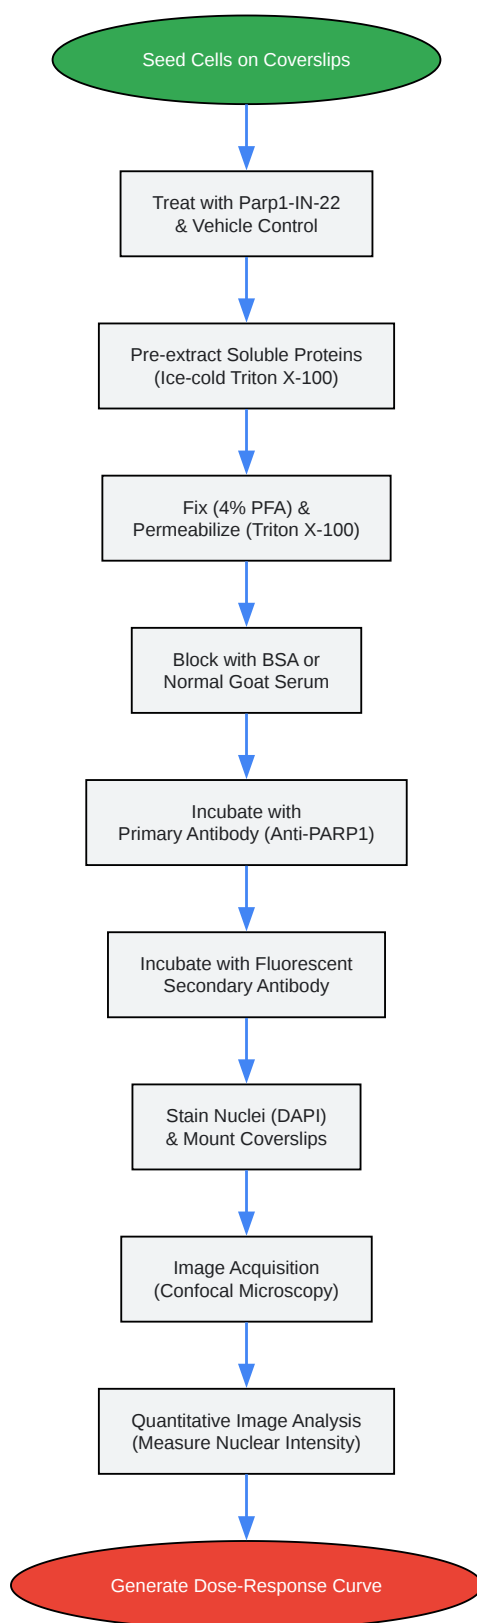 Seed Cells on Coverslips
Treat with Parp1-IN-22
& Vehicle Control
Pre-extract Soluble Proteins
(Ice-cold Triton X-100)
Fix (4% PFA) &
Permeabilize (Triton X-100)
Block with BSA or
Normal Goat Serum
Incubate with
Primary Antibody (Anti-PARP1)
Incubate with Fluorescent
Secondary Antibody
Stain Nuclei (DAPI)
& Mount Coverslips
Image Acquisition
(Confocal Microscopy)
Quantitative Image Analysis
(Measure Nuclear Intensity)
Generate Dose-Response Curve